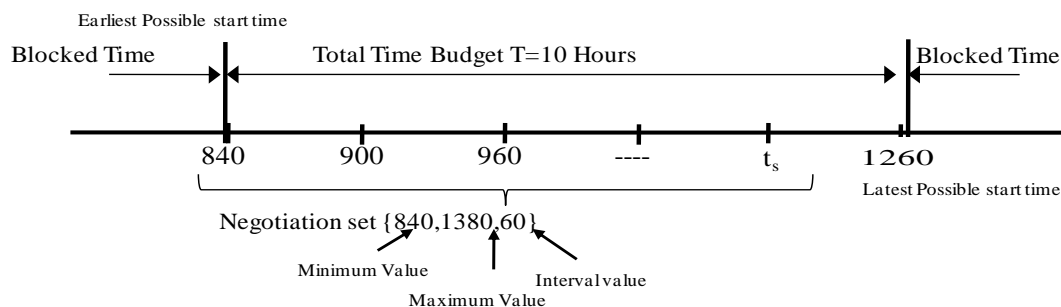 Earliest Possible start time
Blocked Time
Total Time Budget T=10 Hours
Blocked Time
840
900
960
----
ts
1260
Latest Possible start time
Negotiation set {840,1380,60}
Minimum Value
Interval value
Maximum Value